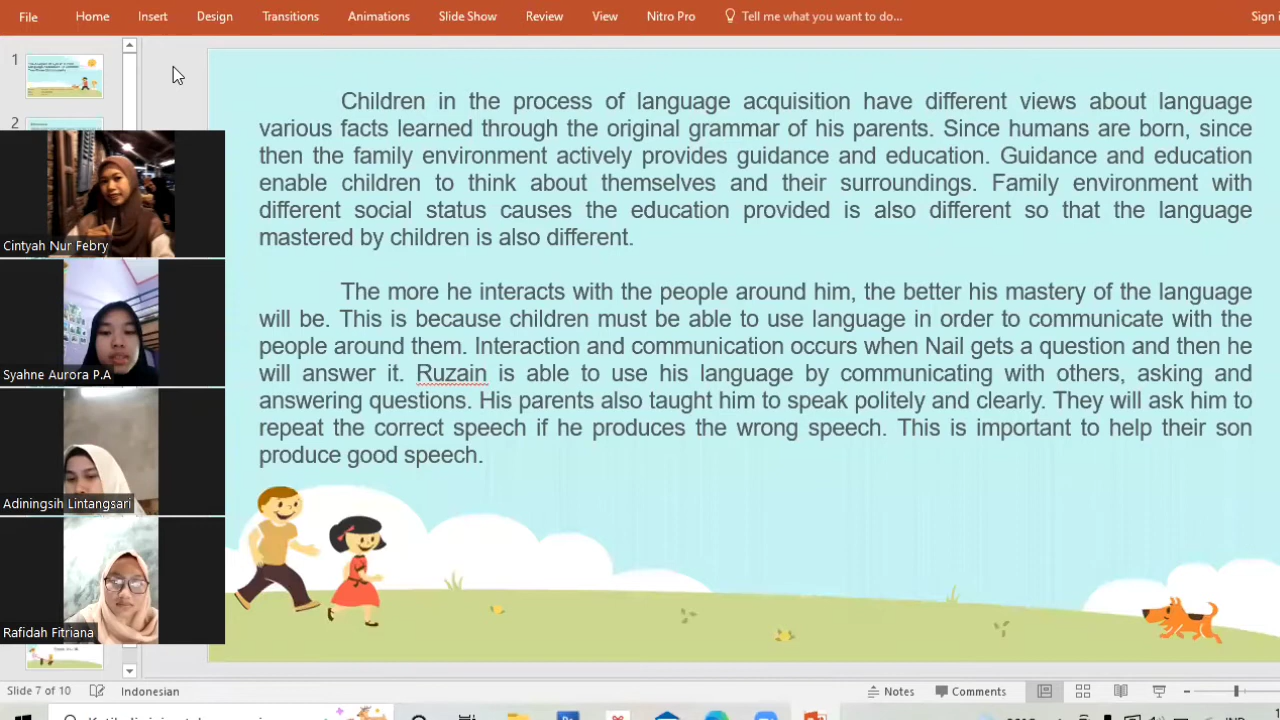 File Home Insert Design Transitions Animations Slide Show Review View Nitro Pro Tell me what you want to do... Sign
1
2
Children in the process of language acquisition have different views about language
various facts learned through the original grammar of his parents. Since humans are born, since
then the family environment actively provides guidance and education. Guidance and education
enable children to think about themselves and their surroundings. Family environment with
different social status causes the education provided is also different so that the language
mastered by children is also different.
The more he interacts with the people around him, the better his mastery of the language
will be. This is because children must be able to use language in order to communicate with the
people around them. Interaction and communication occurs when Nail gets a question and then he
will answer it. Ruzain is able to use his language by communicating with others, asking and
answering questions. His parents also taught him to speak politely and clearly. They will ask him to
repeat the correct speech if he produces the wrong speech. This is important to help their son
produce good speech.
Cintyah Nur Febry
Syahne Aurora P.A
Adiningsih Lintangsari
Rafidah Fitriana
Slide 7 of 10 Indonesian Notes Comments